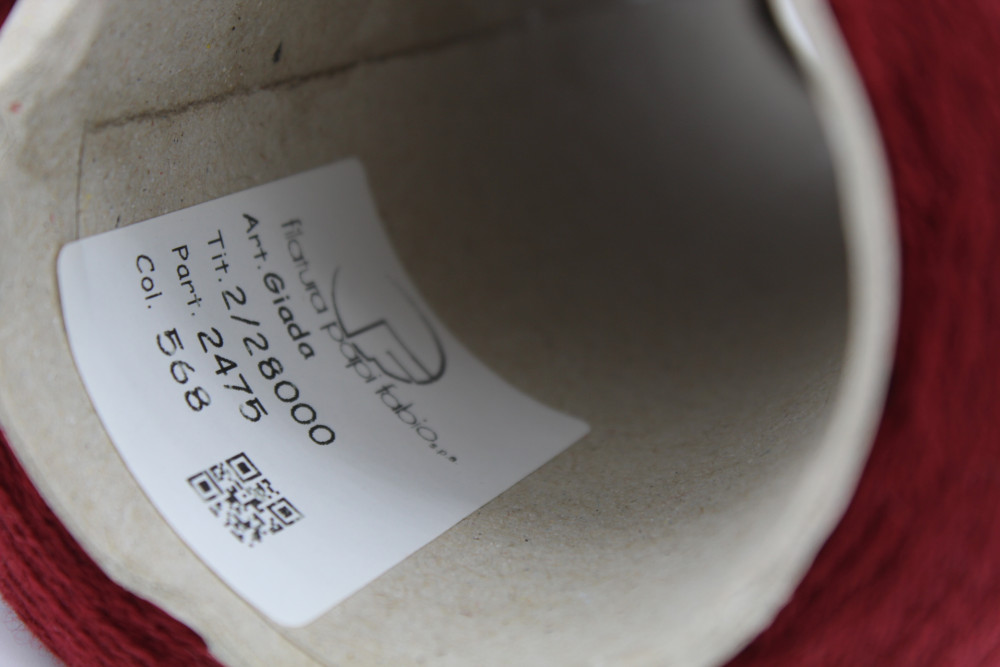 filatura papi fabio s.p.a
Art. Giada
Tit. 2/28000
Part. 2475
Col. 568